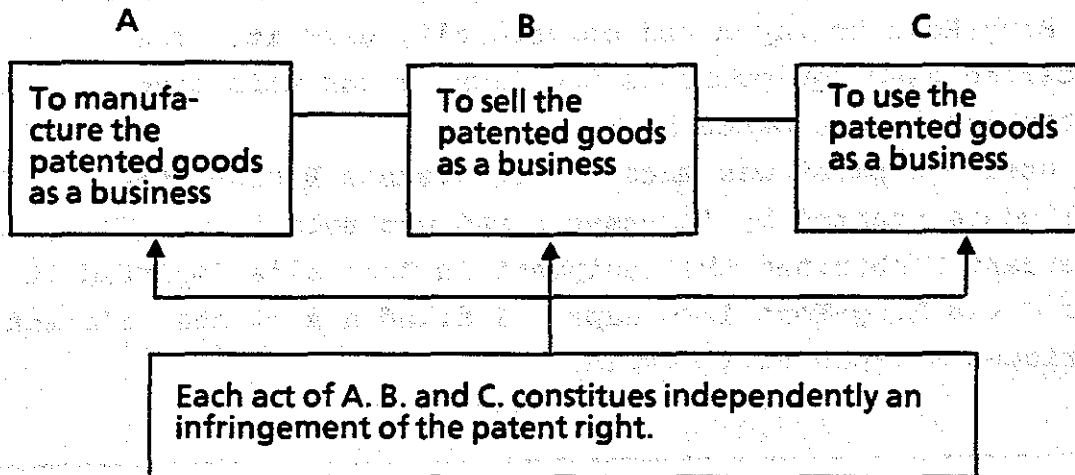 A
B
C
To manufa-
cture the
patented goods
as a business
To sell the
patented goods
as a business
To use the
patented goods
as a business
Each act of A. B. and C. constitues independently an
infringement of the patent right.